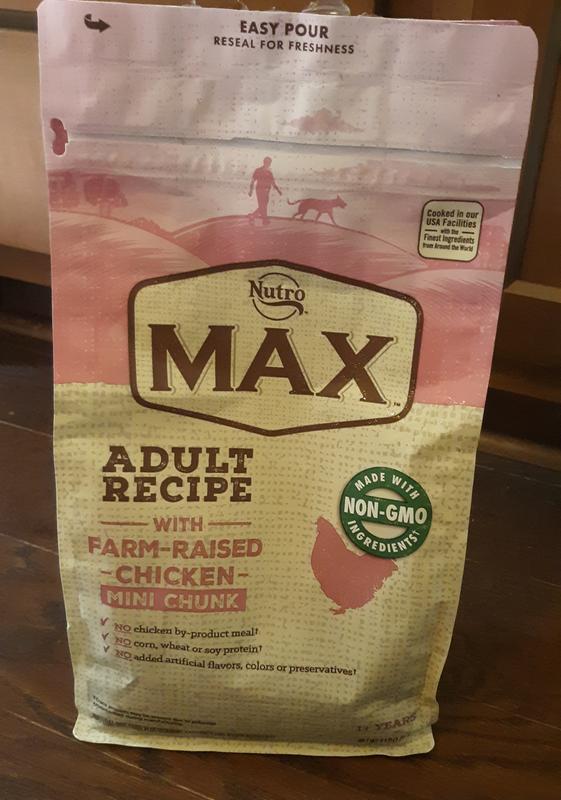 EASY POUR
RESEAL FOR FRESHNESS
Cooked in our
USA Facilities
with the
Finest Ingredients
from Around the World
Nutro
MAX™
ADULT
RECIPE
WITH
FARM-RAISED
CHICKEN
MINI CHUNK
MADE WITH
NON-GMO
INGREDIENTS†
NO chicken by-product meal†
NO corn, wheat or soy protein†
NO added artificial flavors, colors or preservatives†
YEARS